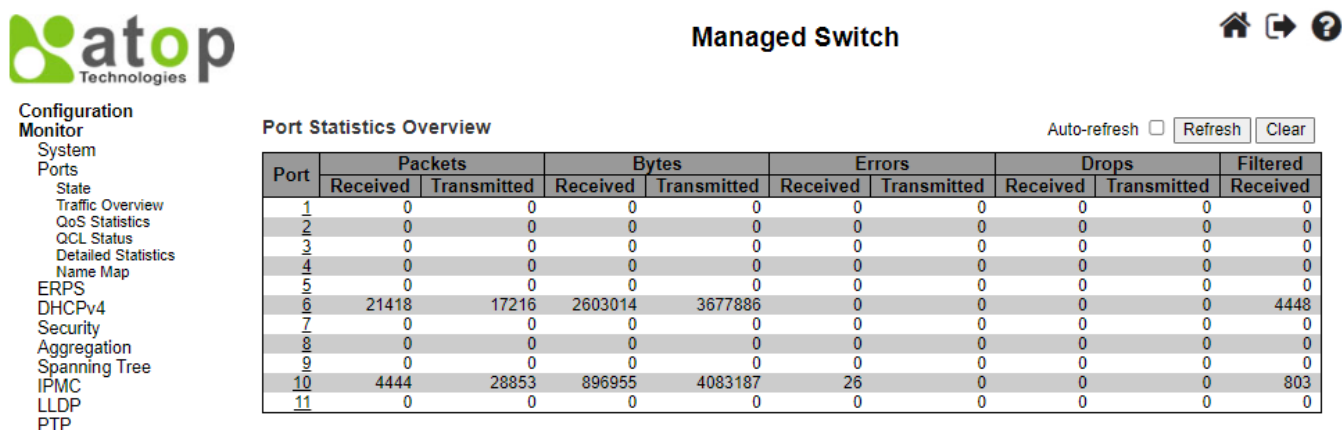 atop
Technologies
Managed Switch
Configuration
Monitor
System
Ports
State
Traffic Overview
QoS Statistics
QCL Status
Detailed Statistics
Name Map
ERPS
DHCPv4
Security
Aggregation
Spanning Tree
IPMC
LLDP
PTP
Port Statistics Overview
Auto-refresh Refresh Clear
Port Packets Bytes Errors Drops Filtered
Received Transmitted Received Transmitted Received Transmitted Received Transmitted Received
1 0 0 0 0 0 0 0 0 0
2 0 0 0 0 0 0 0 0 0
3 0 0 0 0 0 0 0 0 0
4 0 0 0 0 0 0 0 0 0
5 0 0 0 0 0 0 0 0 0
6 21418 17216 2603014 3677886 0 0 0 0 4448
7 0 0 0 0 0 0 0 0 0
8 0 0 0 0 0 0 0 0 0
9 0 0 0 0 0 0 0 0 0
10 4444 28853 896955 4083187 26 0 0 0 803
11 0 0 0 0 0 0 0 0 0